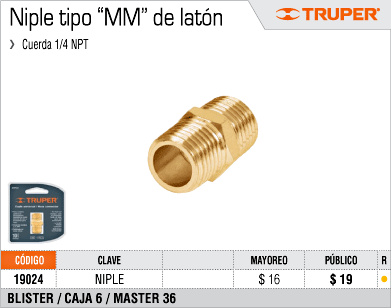 Niple tipo “MM” de latón
TRUPER®
› Cuerda 1/4 NPT
TRUPER
CÓDIGO CLAVE MAYOREO PÚBLICO R
19024 NIPLE $ 16 $ 19
BLISTER / CAJA 6 / MASTER 36